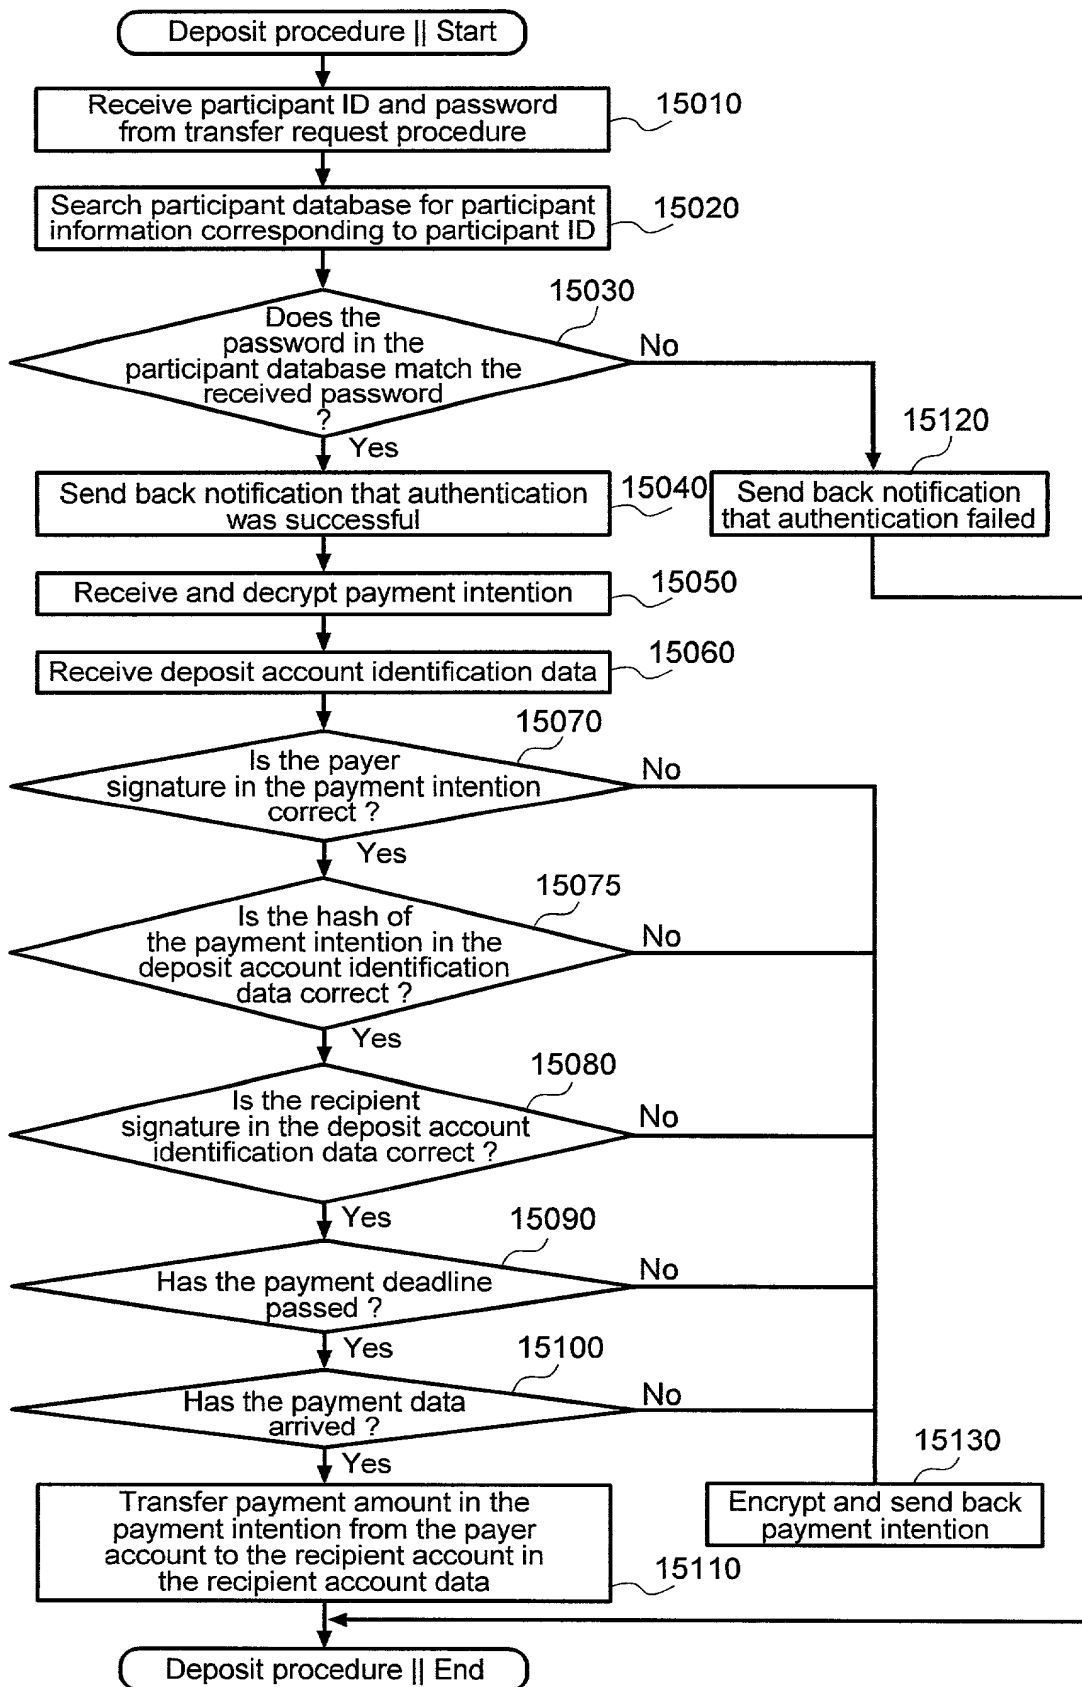 Deposit procedure || Start
Receive participant ID and password
from transfer request procedure
15010
Search participant database for participant
information corresponding to participant ID
15020
Does the
password in the
participant database match the
received password
?
15030
No
Yes
15120
Send back notification that authentication
was successful
15040
Send back notification
that authentication failed
Receive and decrypt payment intention
15050
Receive deposit account identification data
15060
15070
Is the payer
signature in the payment intention
correct ?
No
Yes
15075
Is the hash of
the payment intention in the
deposit account identification
data correct ?
No
Yes
15080
Is the recipient
signature in the deposit account
identification data correct ?
No
Yes
15090
Has the payment deadline
passed ?
No
Yes
15100
Has the payment data
arrived ?
No
Yes
15130
Transfer payment amount in the
payment intention from the payer
account to the recipient account in
the recipient account data
15110
Encrypt and send back
payment intention
Deposit procedure || End